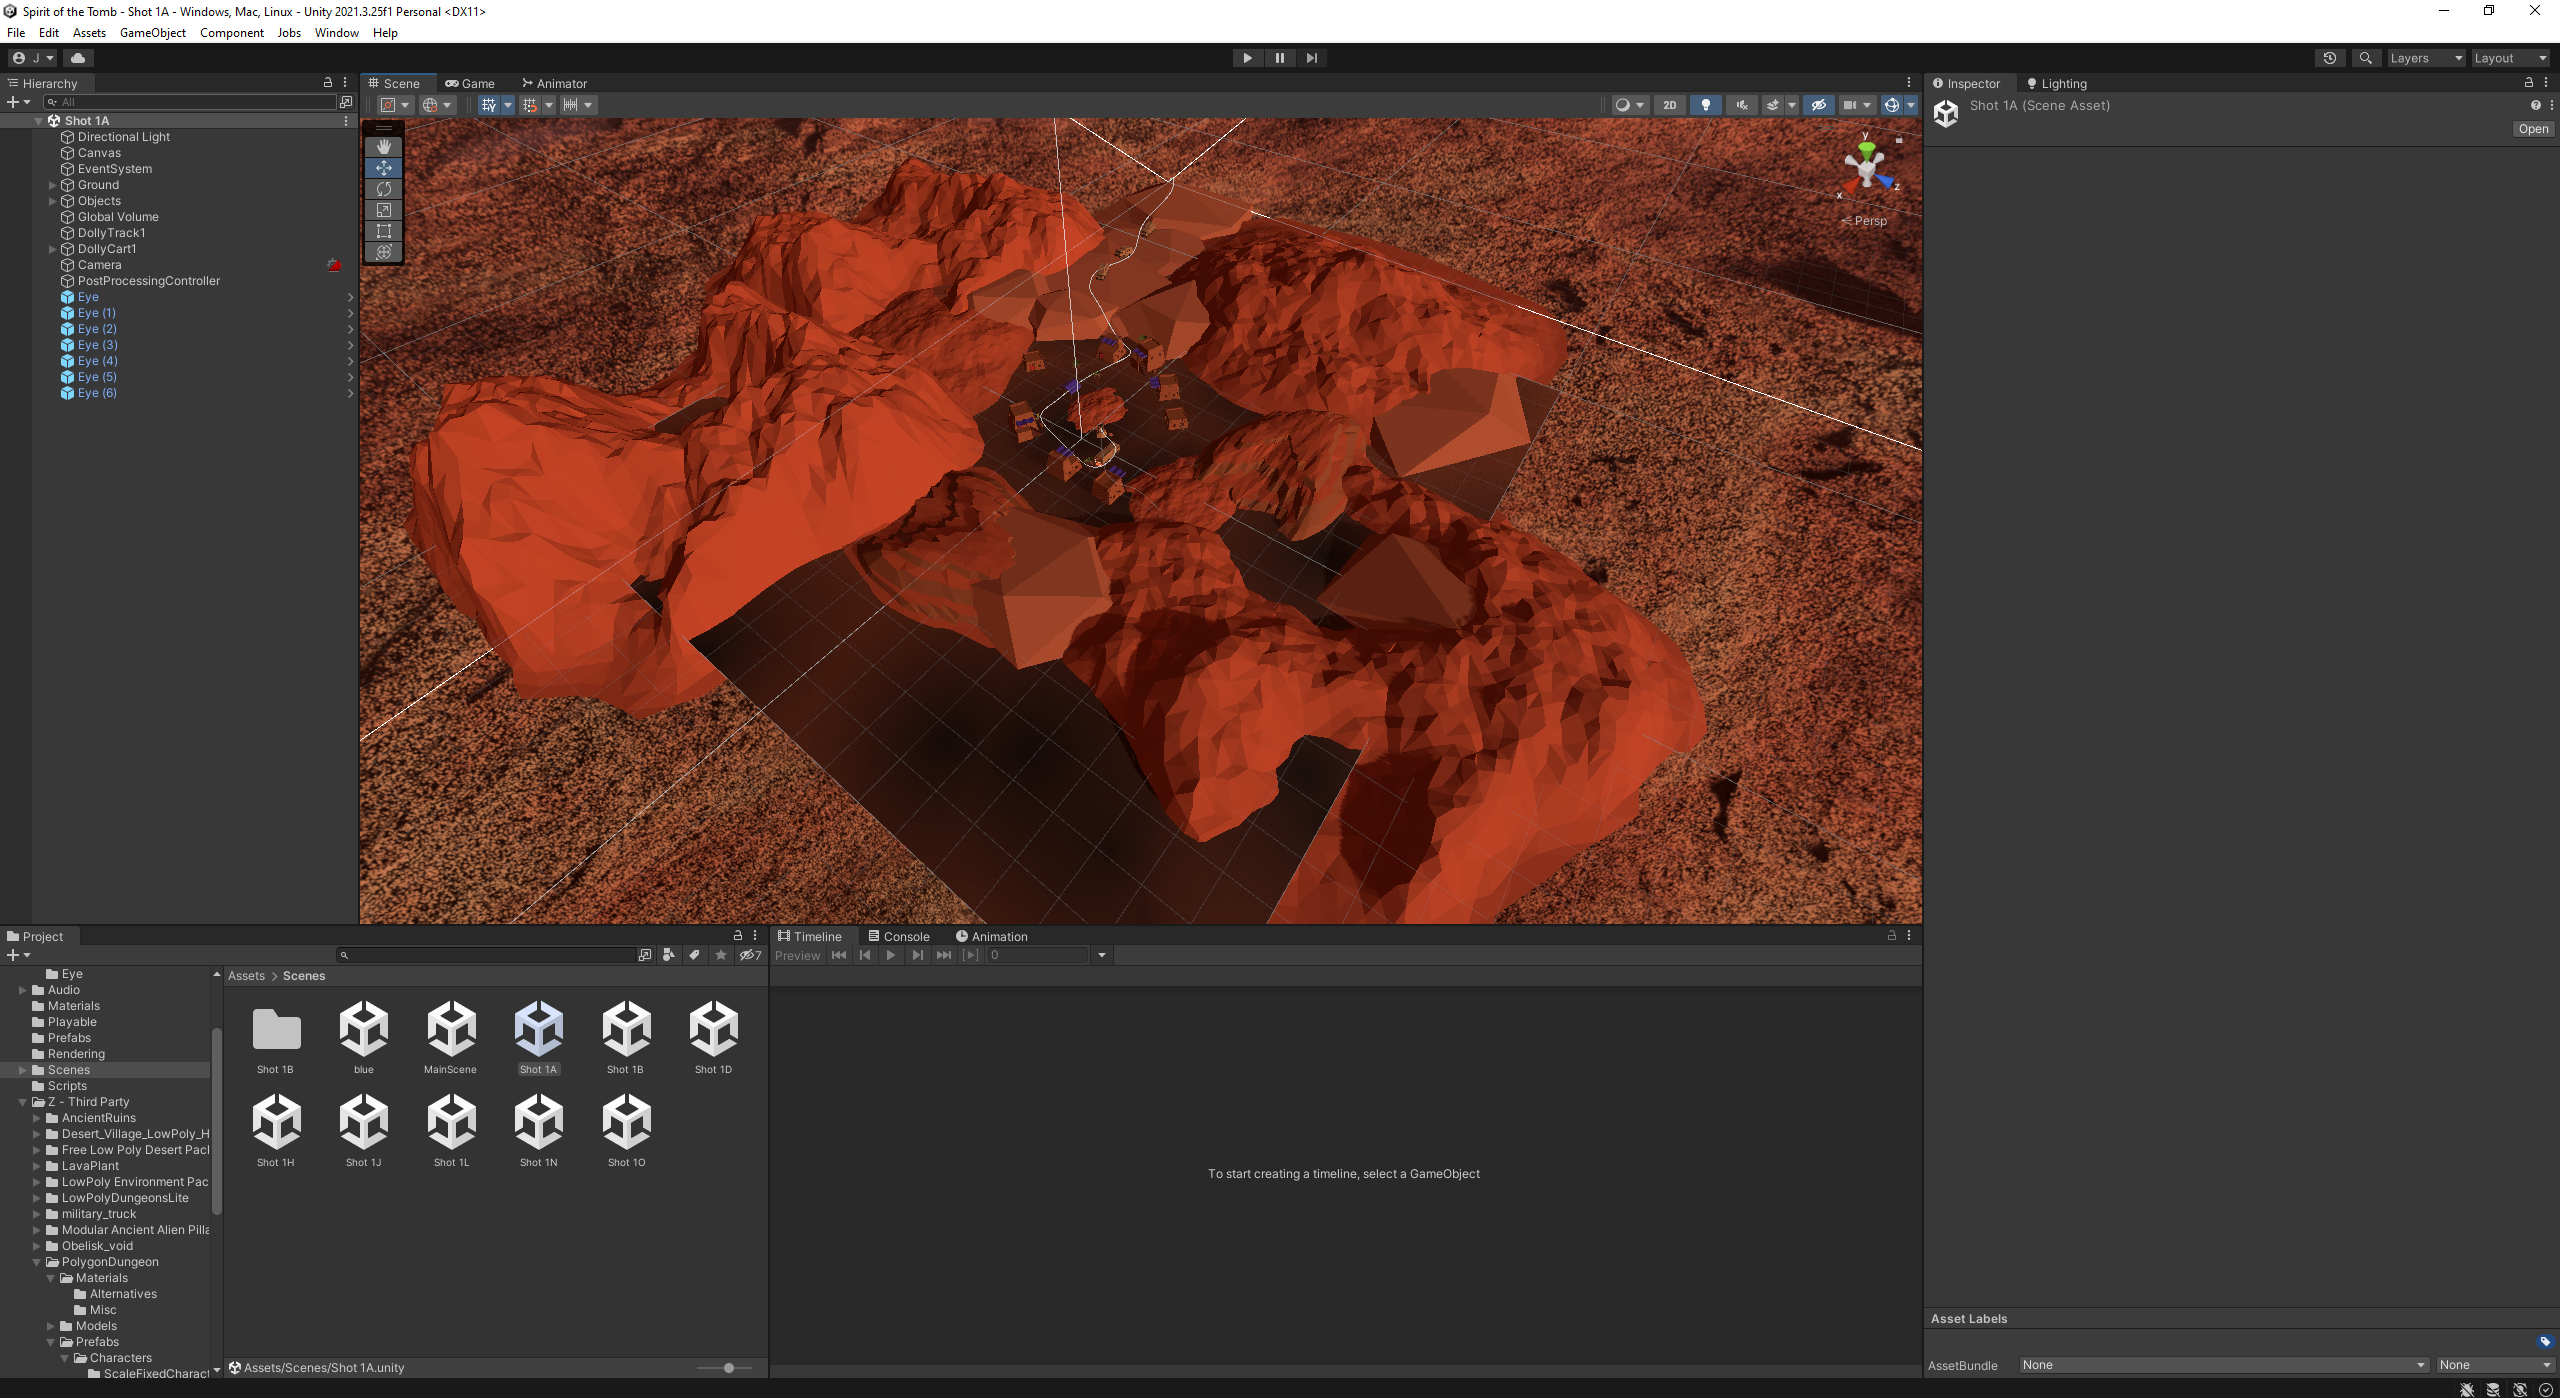 Spirit of the Tomb - Shot 1A - Windows, Mac, Linux - Unity 2021.3.25f1 Personal <DX11>
File Edit Assets GameObject Component Jobs Window Help
J Layers Layout
Hierarchy
All
Shot 1A
Directional Light
Canvas
EventSystem
Ground
Objects
Global Volume
DollyTrack1
DollyCart1
Camera
PostProcessingController
Eye
Eye (1)
Eye (2)
Eye (3)
Eye (4)
Eye (5)
Eye (6)
Scene Game Animator
2D
y
x
z
Persp
Inspector Lighting
Shot 1A (Scene Asset)
Open
Project
7
Eye
Audio
Materials
Playable
Prefabs
Rendering
Scenes
Scripts
Z - Third Party
AncientRuins
Desert_Village_LowPoly_H
Free Low Poly Desert Pacl
LavaPlant
LowPoly Environment Pac
LowPolyDungeonsLite
military_truck
Modular Ancient Alien Pilla
Obelisk_void
PolygonDungeon
Materials
Alternatives
Misc
Models
Prefabs
Characters
ScaleFixedCharact
Assets > Scenes
Shot 1B blue MainScene Shot 1A Shot 1B Shot 1D
Shot 1H Shot 1J Shot 1L Shot 1N Shot 1O
Assets/Scenes/Shot 1A.unity
Timeline Console Animation
Preview 0
To start creating a timeline, select a GameObject
Asset Labels
AssetBundle None None